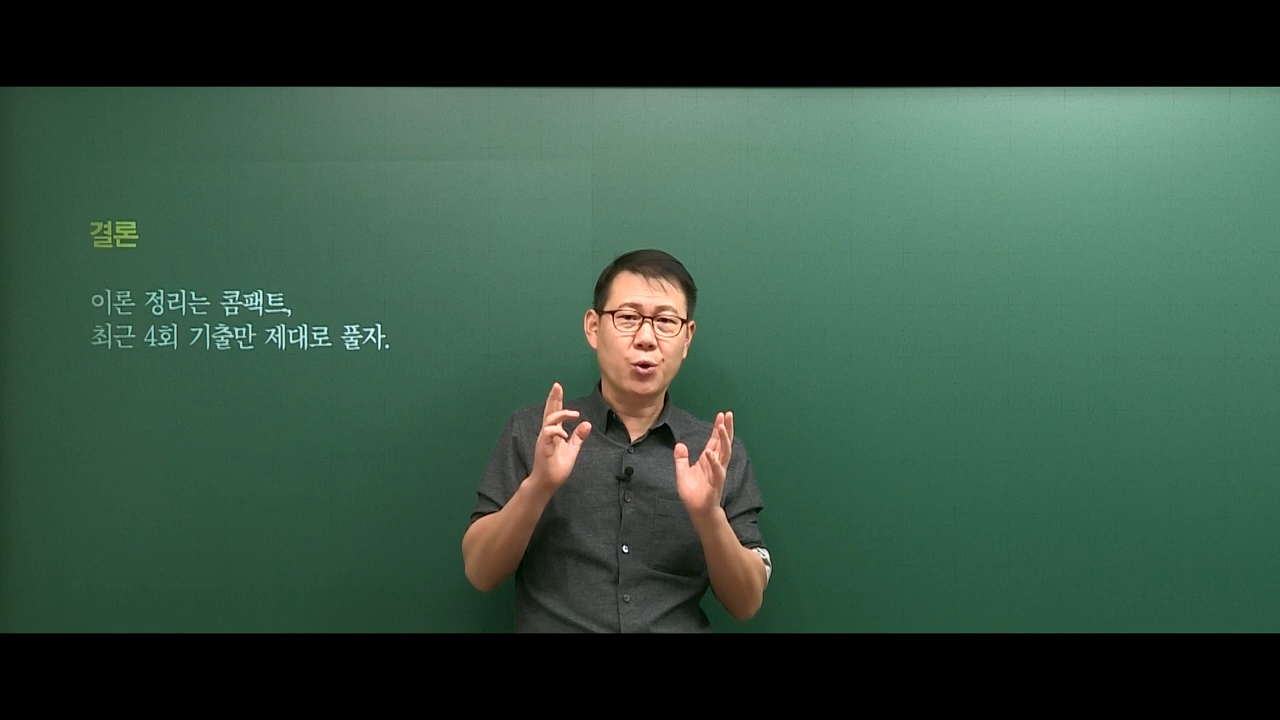 결론
이론 정리는 콤팩트,
최근 4회 기출만 제대로 풀자.